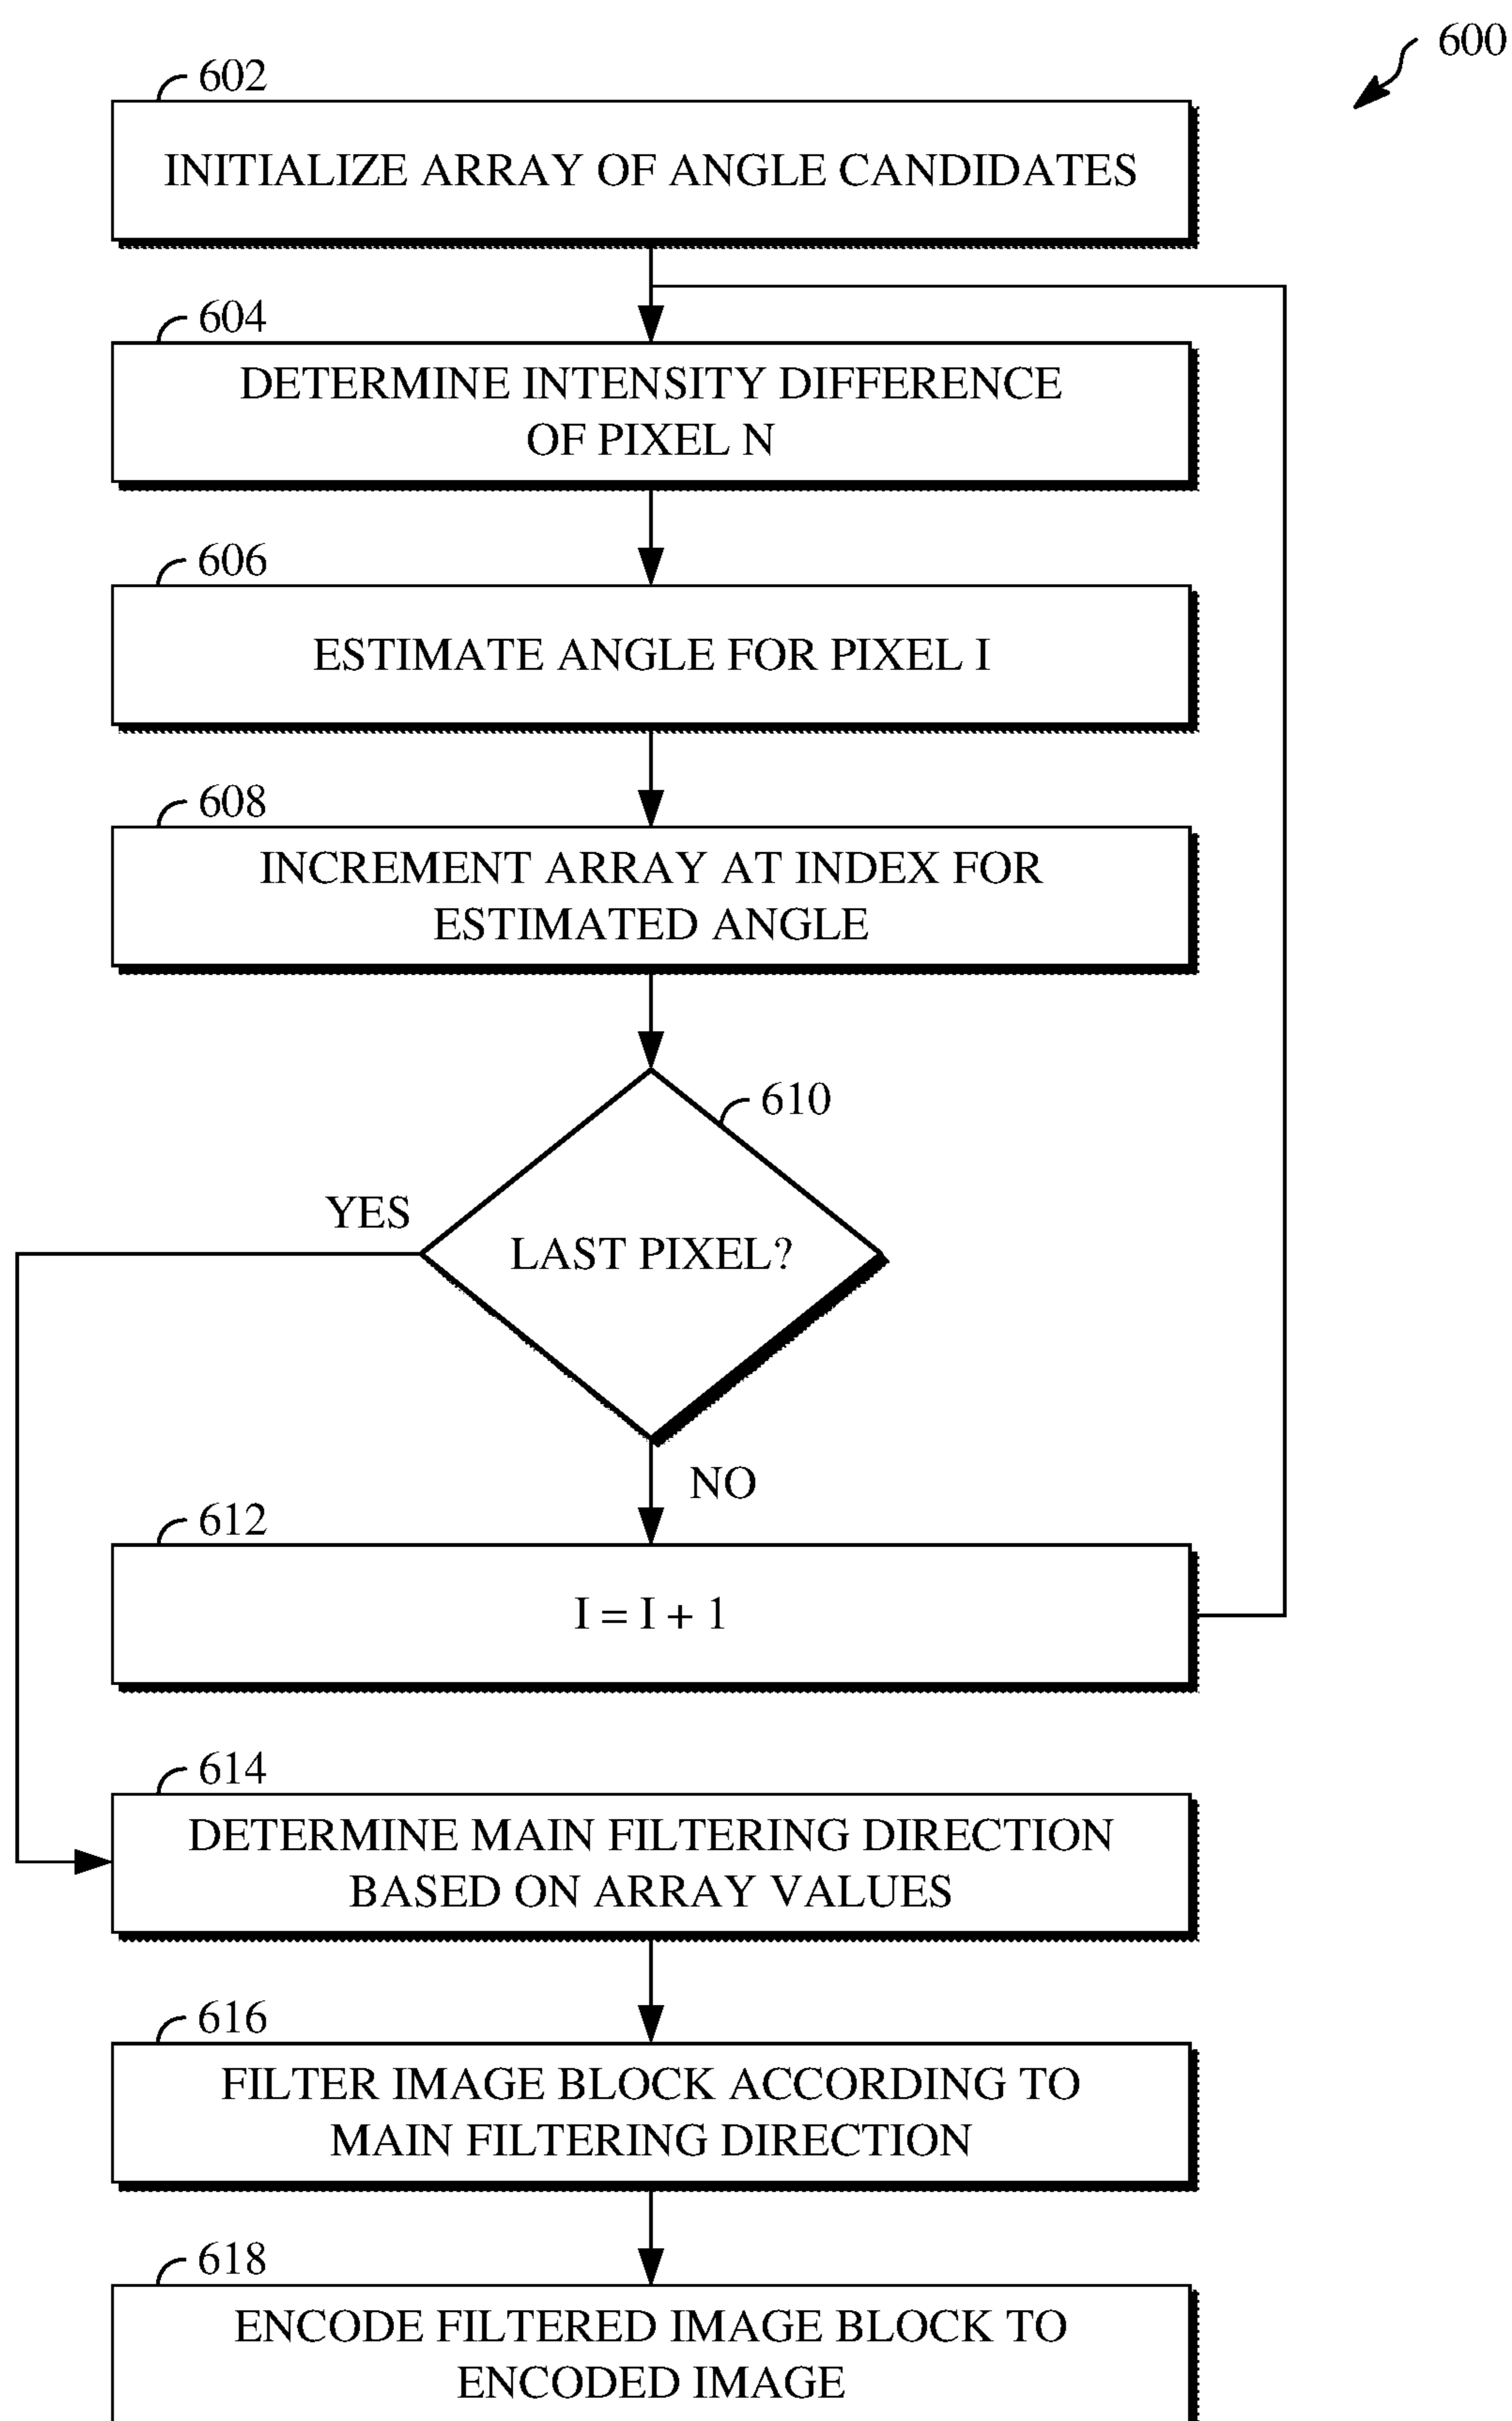 600
602
INITIALIZE ARRAY OF ANGLE CANDIDATES
604
DETERMINE INTENSITY DIFFERENCE
OF PIXEL N
606
ESTIMATE ANGLE FOR PIXEL I
608
INCREMENT ARRAY AT INDEX FOR
ESTIMATED ANGLE
610
YES
LAST PIXEL?
NO
612
I = I + 1
614
DETERMINE MAIN FILTERING DIRECTION
BASED ON ARRAY VALUES
616
FILTER IMAGE BLOCK ACCORDING TO
MAIN FILTERING DIRECTION
618
ENCODE FILTERED IMAGE BLOCK TO
ENCODED IMAGE